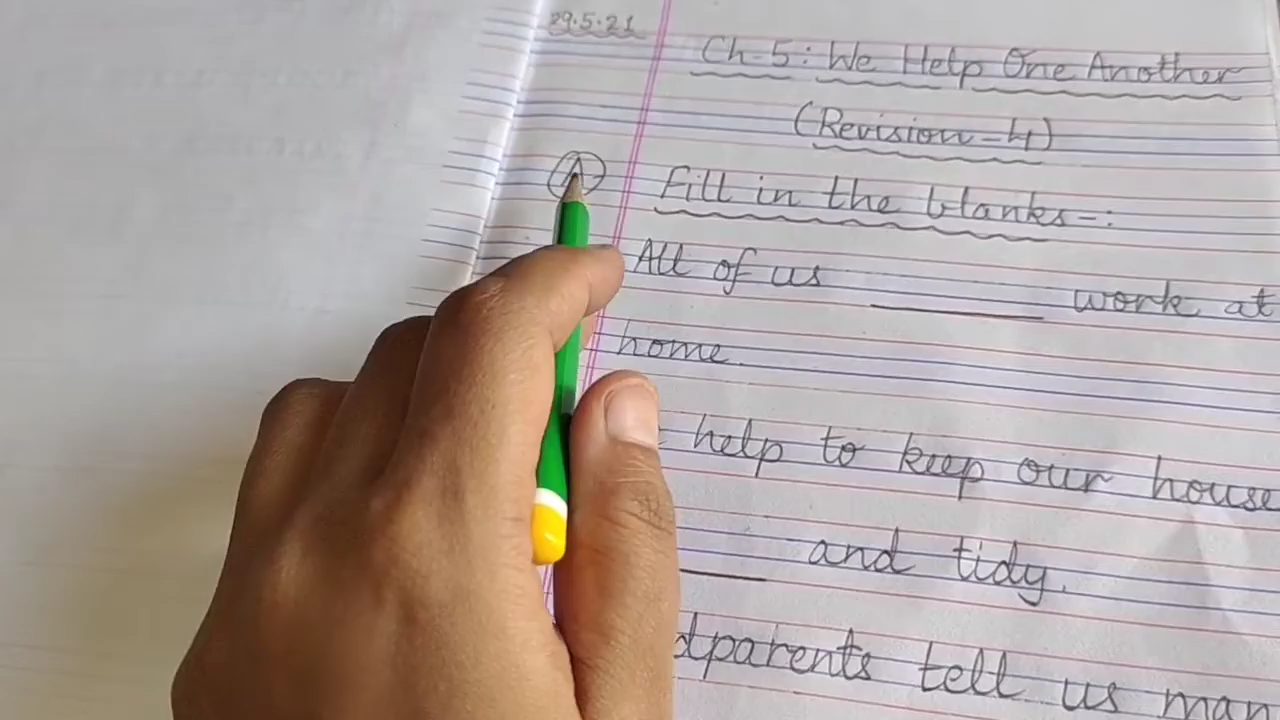 29.5.21
Ch-5: We Help One Another
(Revision-4)
A Fill in the blanks-:
All of us ______ work at
home.
help to keep our house
______ and tidy.
dparents tell us man